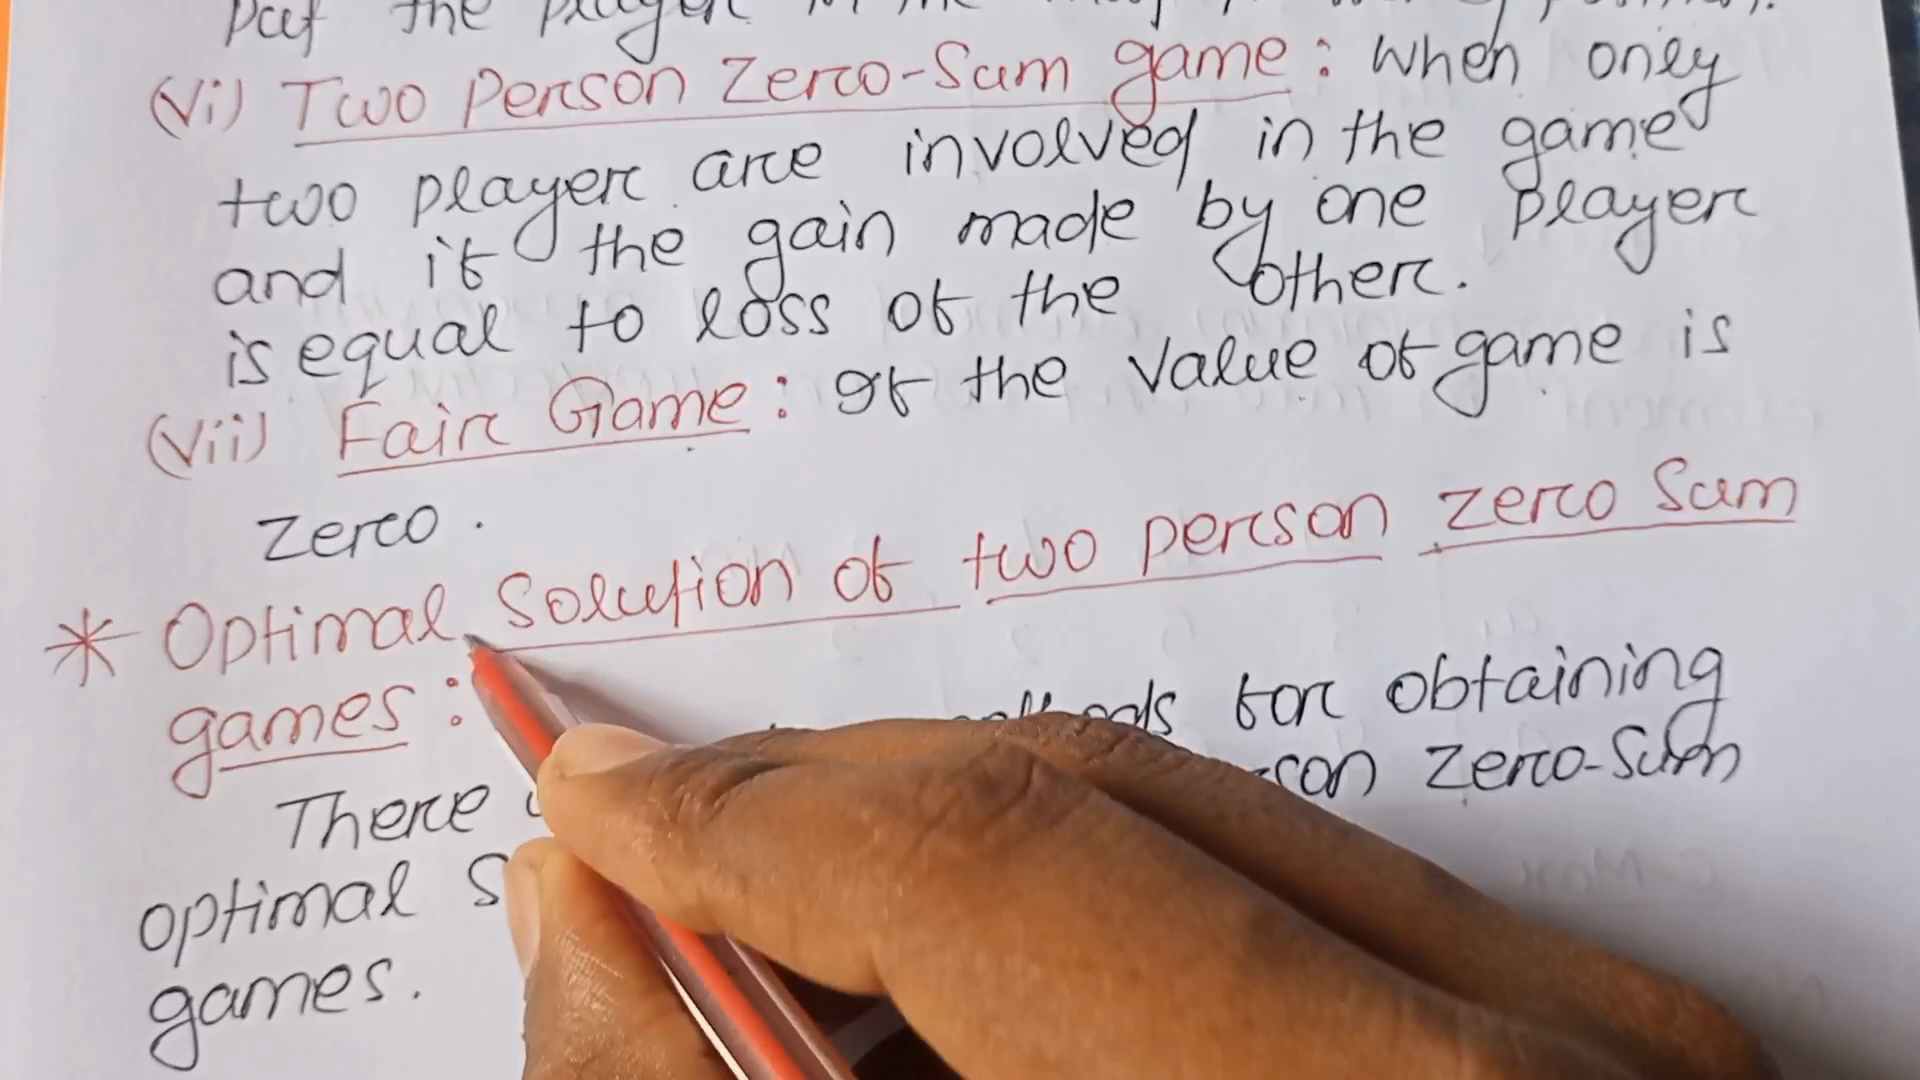 the
(vi) Two Person Zero-Sum game: When only
two player are involved in the game
and if the gain made by one player
is equal to loss of the other.
(vii) Fair Game: If the value of game is
zero.
* Optimal Solution of two person zero Sum
games:
for obtaining
There
zero-Sum
optimal
games.